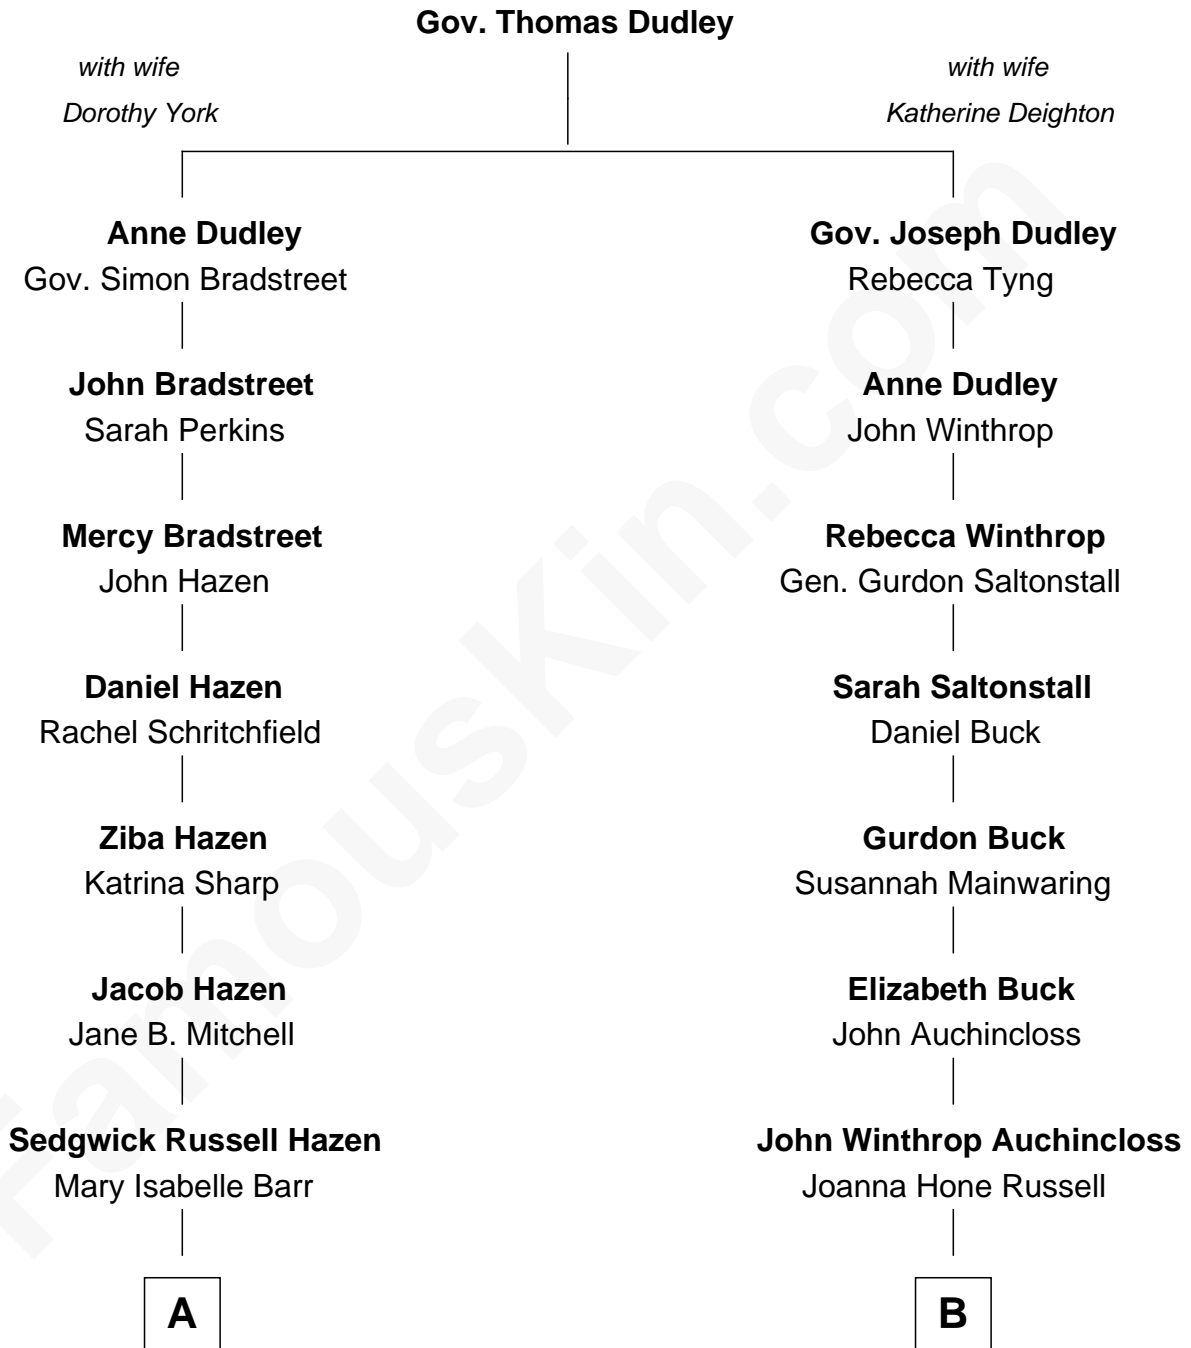 Gov. Thomas Dudley
with wife
Dorothy York
with wife
Katherine Deighton
Anne Dudley
Gov. Simon Bradstreet
Gov. Joseph Dudley
Rebecca Tyng
John Bradstreet
Sarah Perkins
Anne Dudley
John Winthrop
Mercy Bradstreet
John Hazen
Rebecca Winthrop
Gen. Gurdon Saltonstall
Daniel Hazen
Rachel Schritchfield
Sarah Saltonstall
Daniel Buck
Ziba Hazen
Katrina Sharp
Gurdon Buck
Susannah Mainwaring
Jacob Hazen
Jane B. Mitchell
Elizabeth Buck
John Auchincloss
Sedgwick Russell Hazen
Mary Isabelle Barr
John Winthrop Auchincloss
Joanna Hone Russell
A
B
FamousKin.com